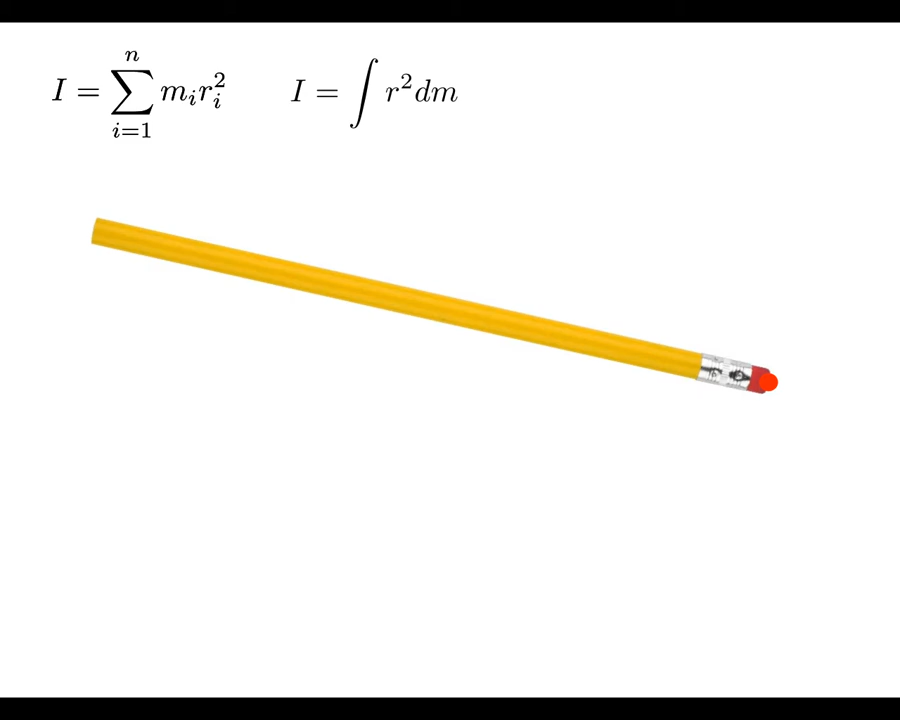 I = \sum_{i=1}^{n} m_i r_i^2    I = \int r^2 dm